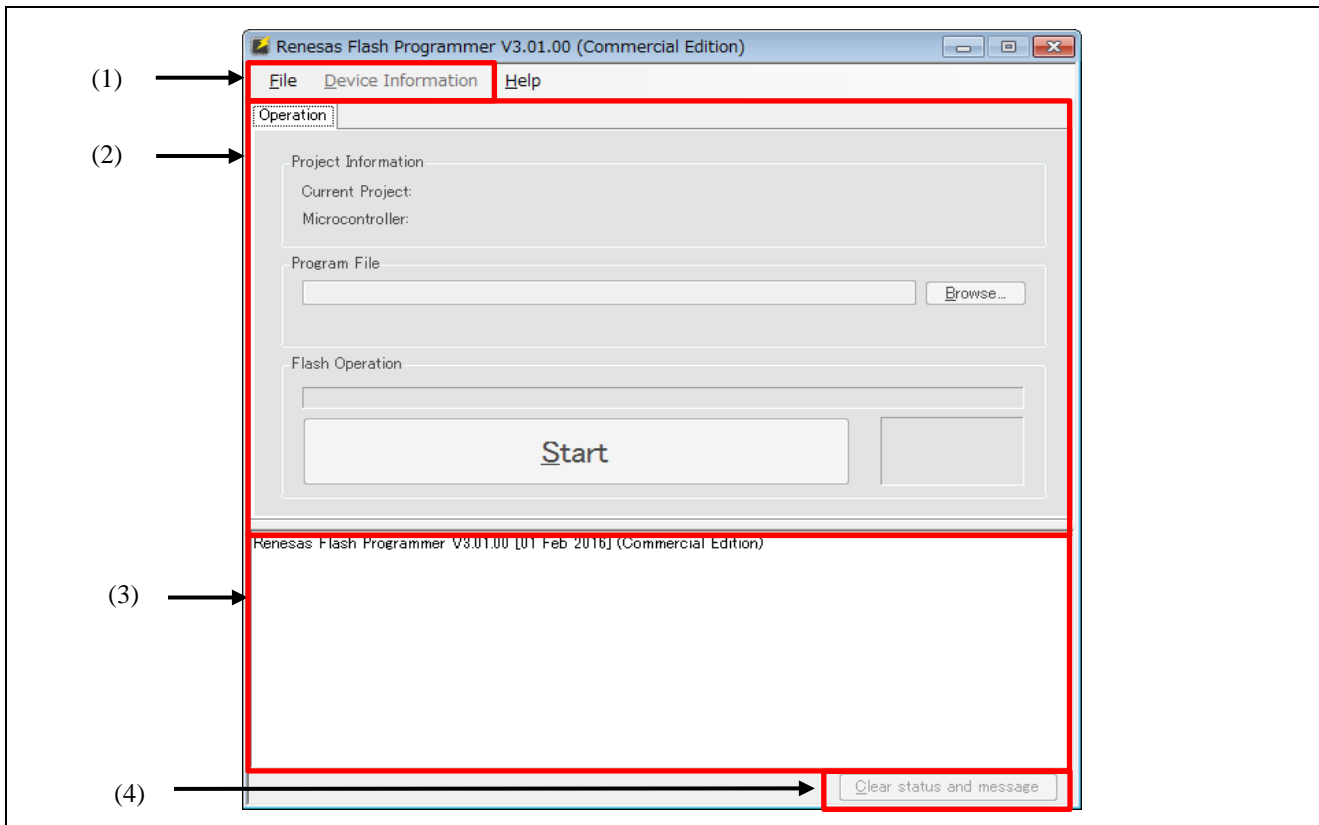 Renesas Flash Programmer V3.01.00 (Commercial Edition)
(1)
File Device Information Help
Operation
(2)
Project Information
Current Project:
Microcontroller:
Program File
Browse...
Flash Operation
Start
Renesas Flash Programmer V3.01.00 [01 Feb 2016] (Commercial Edition)
(3)
(4)
Clear status and message